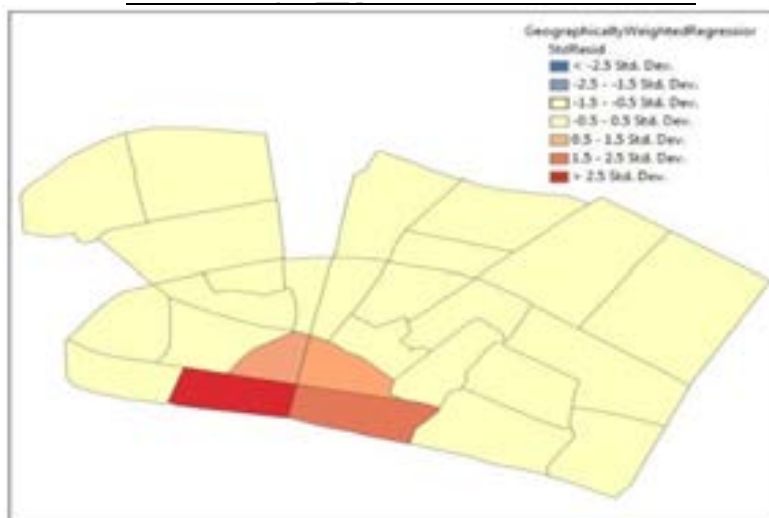 GeographicallyWeightedRegression
StdResid
< -2.5 Std. Dev.
-2.5 - -1.5 Std. Dev.
-1.5 - -0.5 Std. Dev.
-0.5 - 0.5 Std. Dev.
0.5 - 1.5 Std. Dev.
1.5 - 2.5 Std. Dev.
> 2.5 Std. Dev.